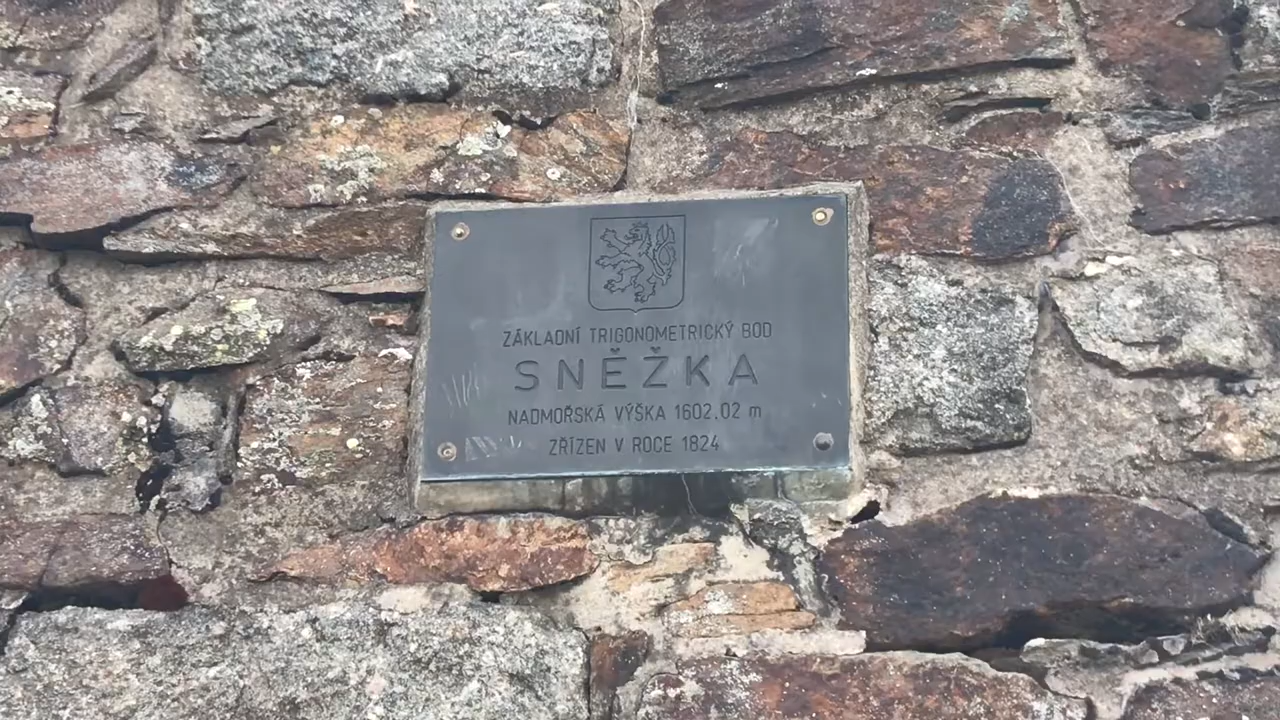 ZÁKLADNÍ TRIGONOMETRICKÝ BOD
SNĚŽKA
NADMOŘSKÁ VÝŠKA 1602.02 m
ZŘÍZEN V ROCE 1824